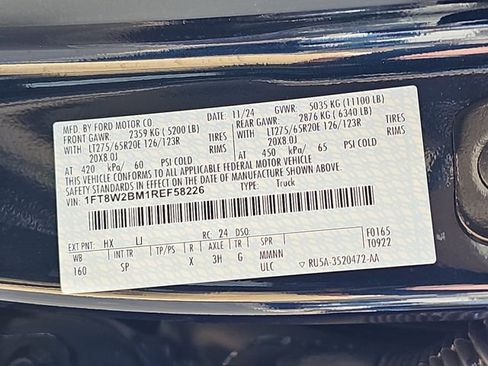 MFD. BY FORD MOTOR CO. 11/24 GVWR: 5035 KG (11100 LB)
FRONT GAWR: 2359 KG (5200 LB) REAR GAWR: 2876 KG (6340 LB)
WITH LT275/65R20E 126/123R TIRES WITH LT275/65R20E 126/123R TIRES
20X8.0J RIMS 20X8.0J RIMS
AT 420 kPa/ 60 PSI COLD AT 450 kPa/ 65 PSI COLD
THIS VEHICLE CONFORMS TO ALL APPLICABLE FEDERAL MOTOR VEHICLE
SAFETY STANDARDS IN EFFECT ON THE DATE OF MANUFACTURE SHOWN ABOVE.
VIN: 1FT8W2BM1REF58226 TYPE: Truck
EXT PNT: HX LJ RC: 24 DSO: F0165
WB INT TR TP/PS R AXLE TR SPR T0922
160 SP X 3H G MMNN
ULC ▽ RU5A-3520472-AA